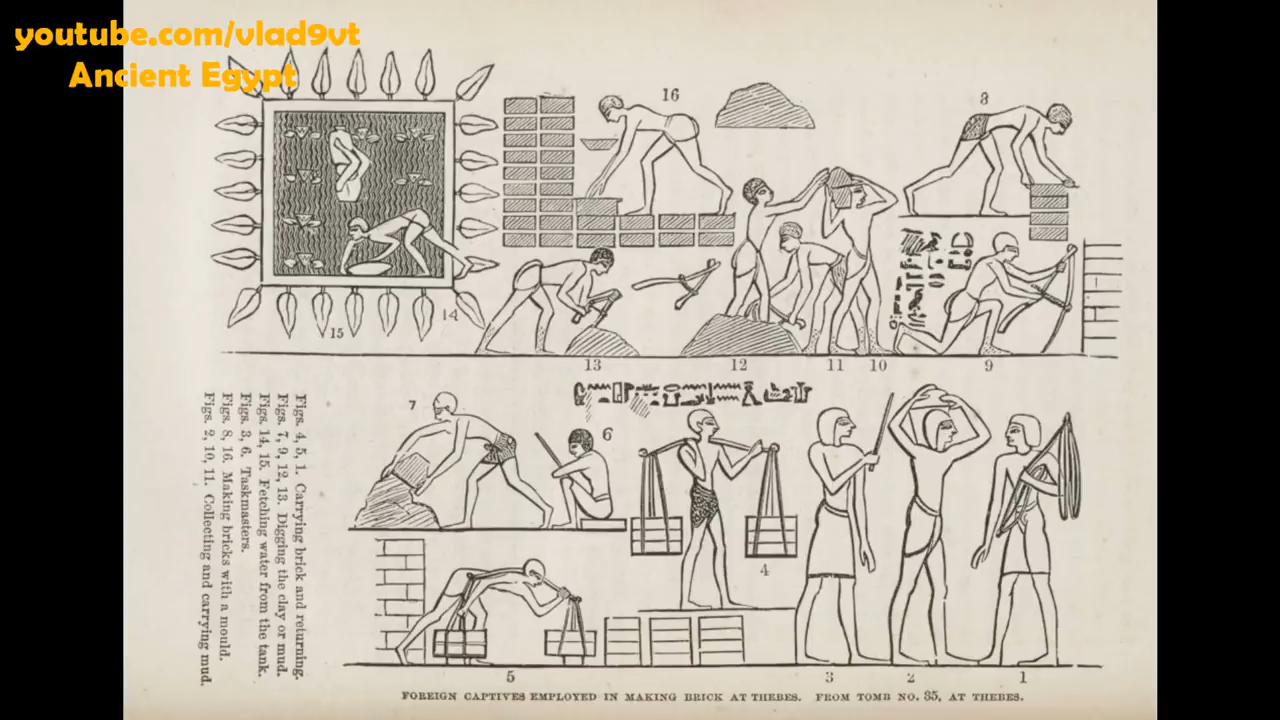 youtube.com/vlad9vt
Ancient Egypt
16
8
15
14
13
12
11
10
9
7
6
4
5
3
2
1
Figs. 4, 5, 1. Carrying brick and returning.
Figs. 7, 9, 12, 13. Digging the clay or mud.
Figs. 14, 15. Fetching water from the tank.
Figs. 3, 6. Taskmasters.
Figs. 8, 16. Making bricks with a mould.
Figs. 2, 10, 11. Collecting and carrying mud.
FOREIGN CAPTIVES EMPLOYED IN MAKING BRICK AT THEBES. FROM TOMB NO. 35, AT THEBES.